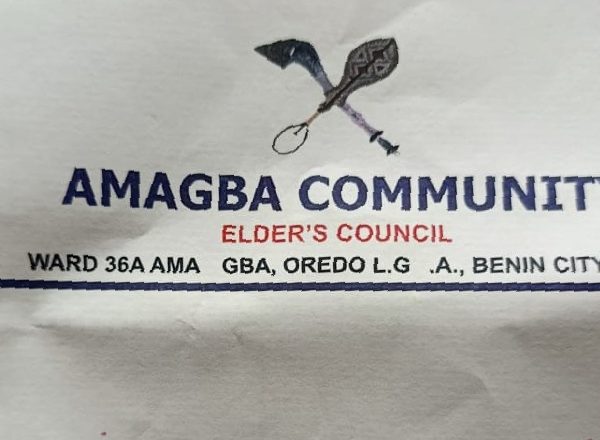 AMAGBA COMMUNIT
ELDER'S COUNCIL
WARD 36A AMA GBA, OREDO L.G .A., BENIN CITY